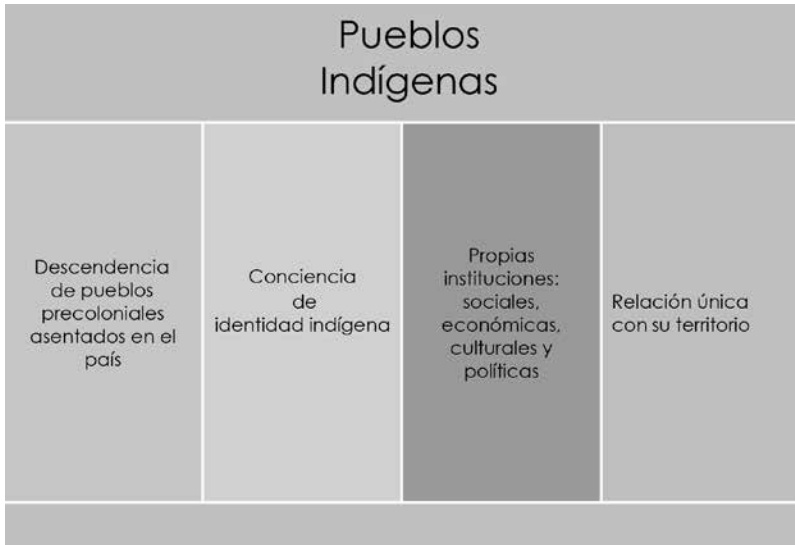 Pueblos
Indígenas
Descendencia
de pueblos
precoloniales
asentados en el
país
Conciencia
de
identidad indígena
Propias
instituciones:
sociales,
económicas,
culturales y
políticas
Relación única
con su territorio